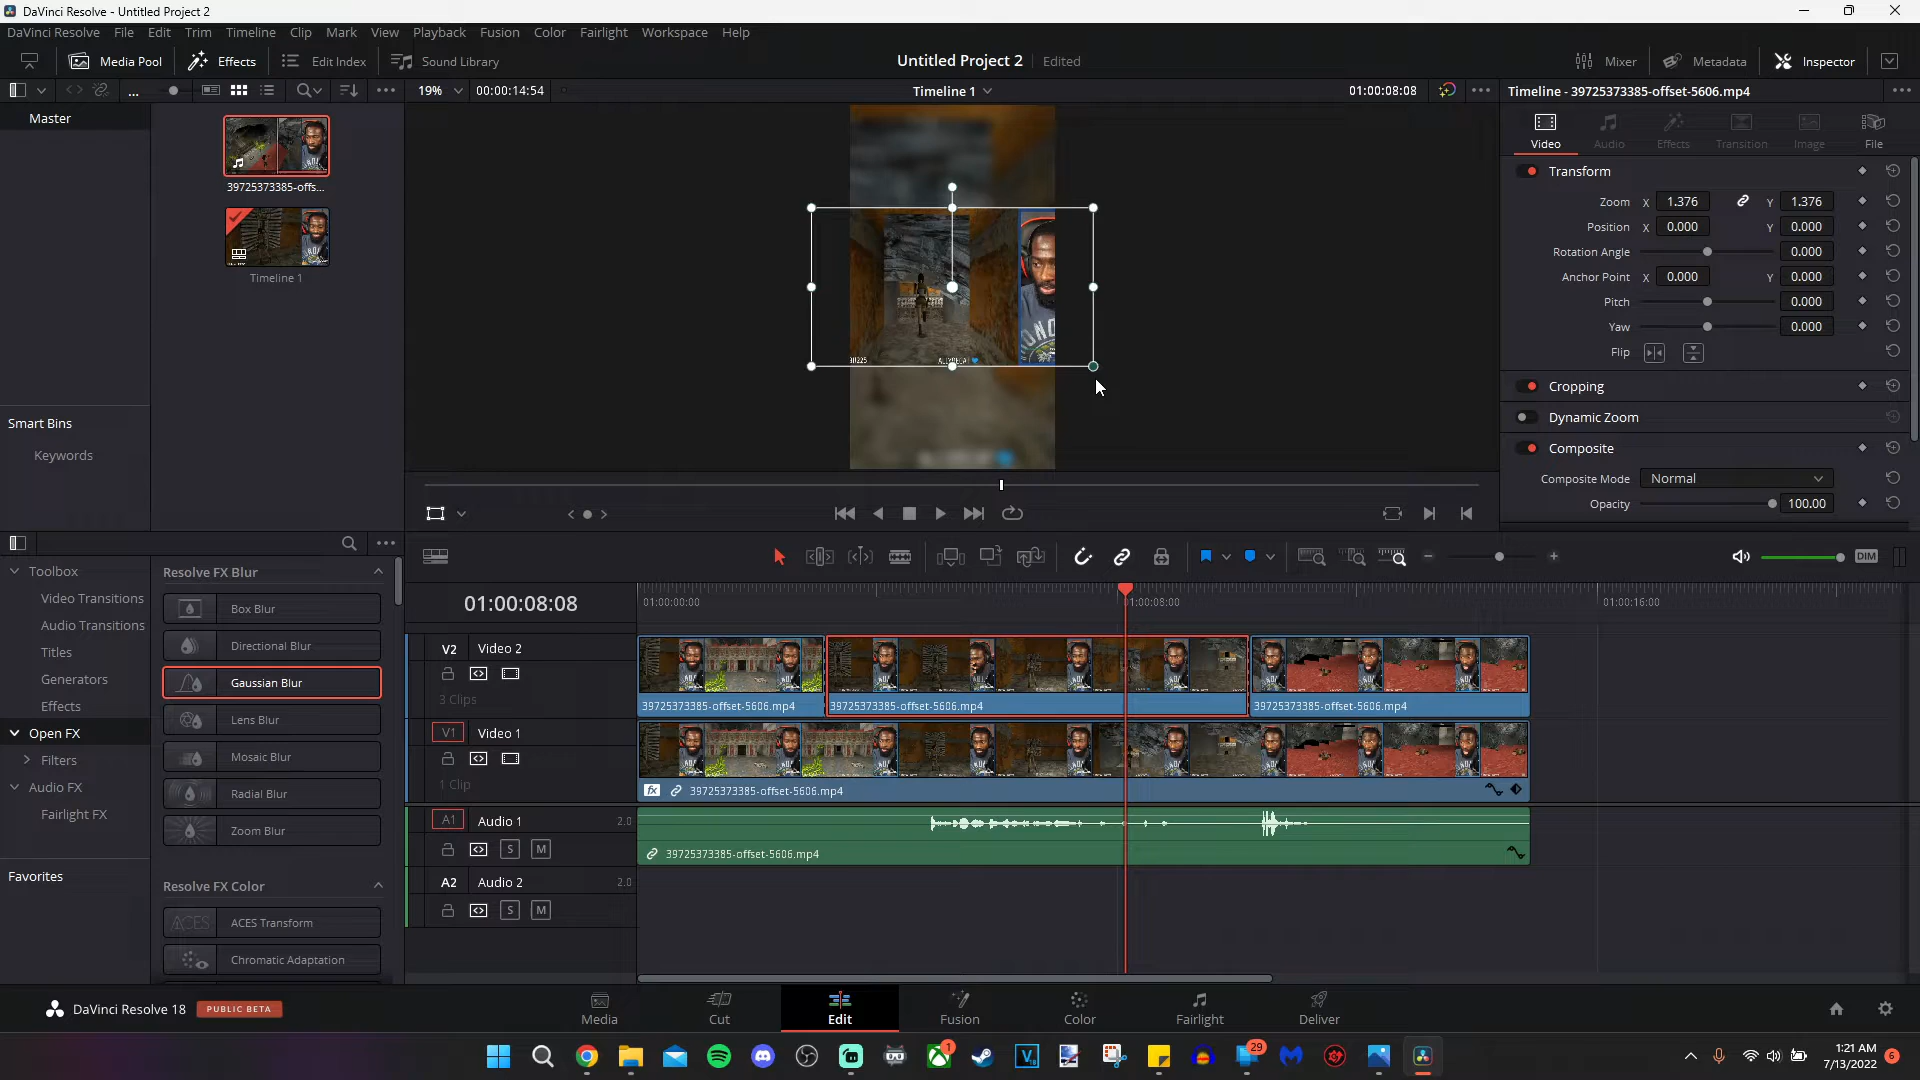 DaVinci Resolve - Untitled Project 2
DaVinci Resolve File Edit Trim Timeline Clip Mark View Playback Fusion Color Fairlight Workspace Help
Media Pool Effects Edit Index Sound Library Untitled Project 2 Edited Mixer Metadata Inspector
... 19% 00:00:14:54 Timeline 1 01:00:08:08 Timeline - 39725373385-offset-5606.mp4
Master
39725373385-offs...
Timeline 1
Smart Bins
Keywords
Video Audio Effects Transition Image File
Transform
Zoom X 1.376 Y 1.376
Position X 0.000 Y 0.000
Rotation Angle 0.000
Anchor Point X 0.000 Y 0.000
Pitch 0.000
Yaw 0.000
Flip
Cropping
Dynamic Zoom
Composite
Composite Mode Normal
Opacity 100.00
Toolbox
Video Transitions
Audio Transitions
Titles
Generators
Effects
Open FX
Filters
Audio FX
Fairlight FX
Favorites
Resolve FX Blur
Box Blur
Directional Blur
Gaussian Blur
Lens Blur
Mosaic Blur
Radial Blur
Zoom Blur
Resolve FX Color
ACES ACES Transform
Chromatic Adaptation
DIM
01:00:08:08 01:00:00:00 01:00:08:00 01:00:16:00
V2 Video 2
3 Clips
39725373385-offset-5606.mp4 39725373385-offset-5606.mp4 39725373385-offset-5606.mp4
V1 Video 1
1 Clip
fx 39725373385-offset-5606.mp4
A1 Audio 1 2.0
S M
39725373385-offset-5606.mp4
A2 Audio 2 2.0
S M
DaVinci Resolve 18 PUBLIC BETA
Media Cut Edit Fusion Color Fairlight Deliver
1 29
1:21 AM
7/13/2022 6